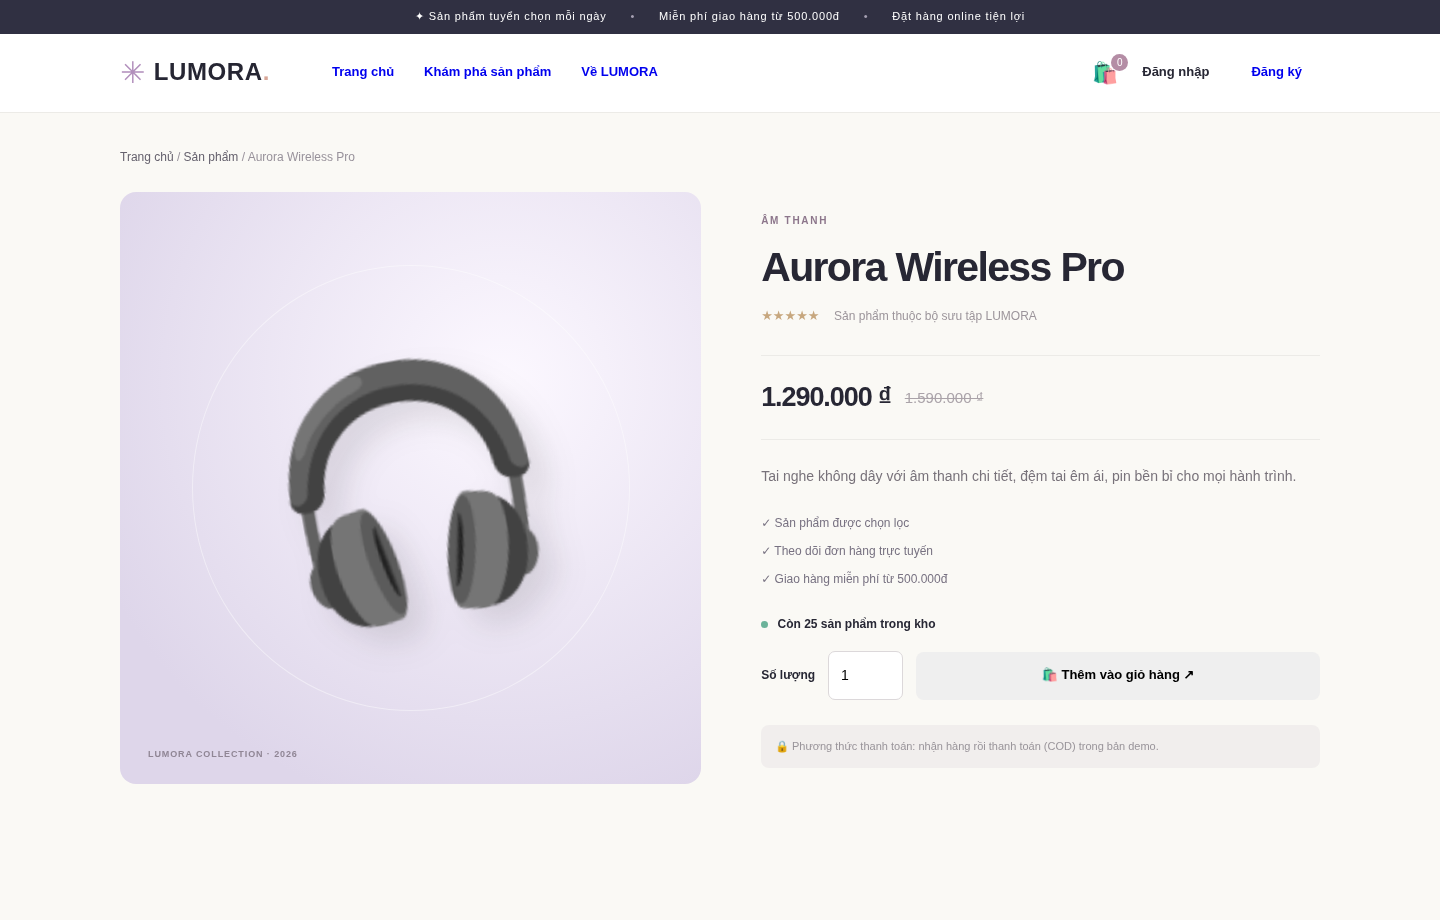 ✦ Sản phẩm tuyển chọn mỗi ngày • Miễn phí giao hàng từ 500.000đ • Đặt hàng online tiện lợi
LUMORA.
Trang chủ Khám phá sản phẩm Về LUMORA
0
Đăng nhập Đăng ký
Trang chủ / Sản phẩm / Aurora Wireless Pro
ÂM THANH
Aurora Wireless Pro
★★★★★ Sản phẩm thuộc bộ sưu tập LUMORA
1.290.000 ₫ 1.590.000 ₫
Tai nghe không dây với âm thanh chi tiết, đệm tai êm ái, pin bền bỉ cho mọi hành trình.
✓ Sản phẩm được chọn lọc
✓ Theo dõi đơn hàng trực tuyến
✓ Giao hàng miễn phí từ 500.000đ
Còn 25 sản phẩm trong kho
Số lượng 1 🛍️ Thêm vào giỏ hàng ↗
🔒 Phương thức thanh toán: nhận hàng rồi thanh toán (COD) trong bản demo.
LUMORA COLLECTION · 2026